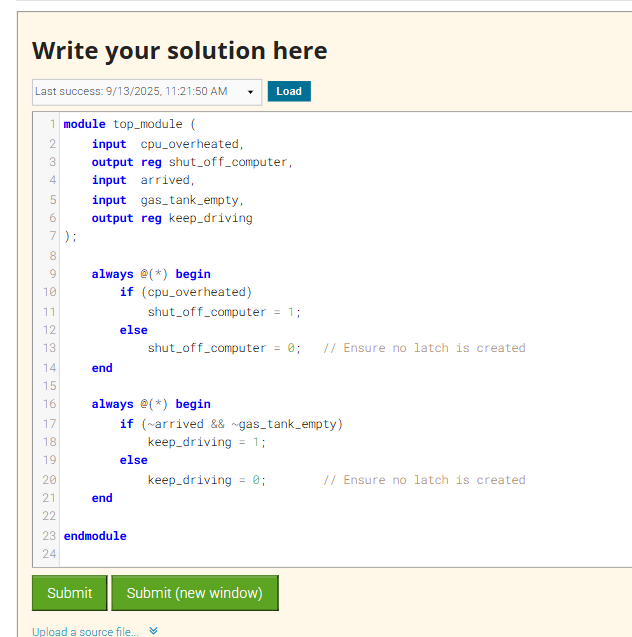 Write your solution here
Last success: 9/13/2025, 11:21:50 AM Load
1 module top_module (
2 input cpu_overheated,
3 output reg shut_off_computer,
4 input arrived,
5 input gas_tank_empty,
6 output reg keep_driving
7 );
8
9 always @(*) begin
10 if (cpu_overheated)
11 shut_off_computer = 1;
12 else
13 shut_off_computer = 0; // Ensure no latch is created
14 end
15
16 always @(*) begin
17 if (~arrived && ~gas_tank_empty)
18 keep_driving = 1;
19 else
20 keep_driving = 0; // Ensure no latch is created
21 end
22
23 endmodule
24
Submit Submit (new window)
Upload a source file...